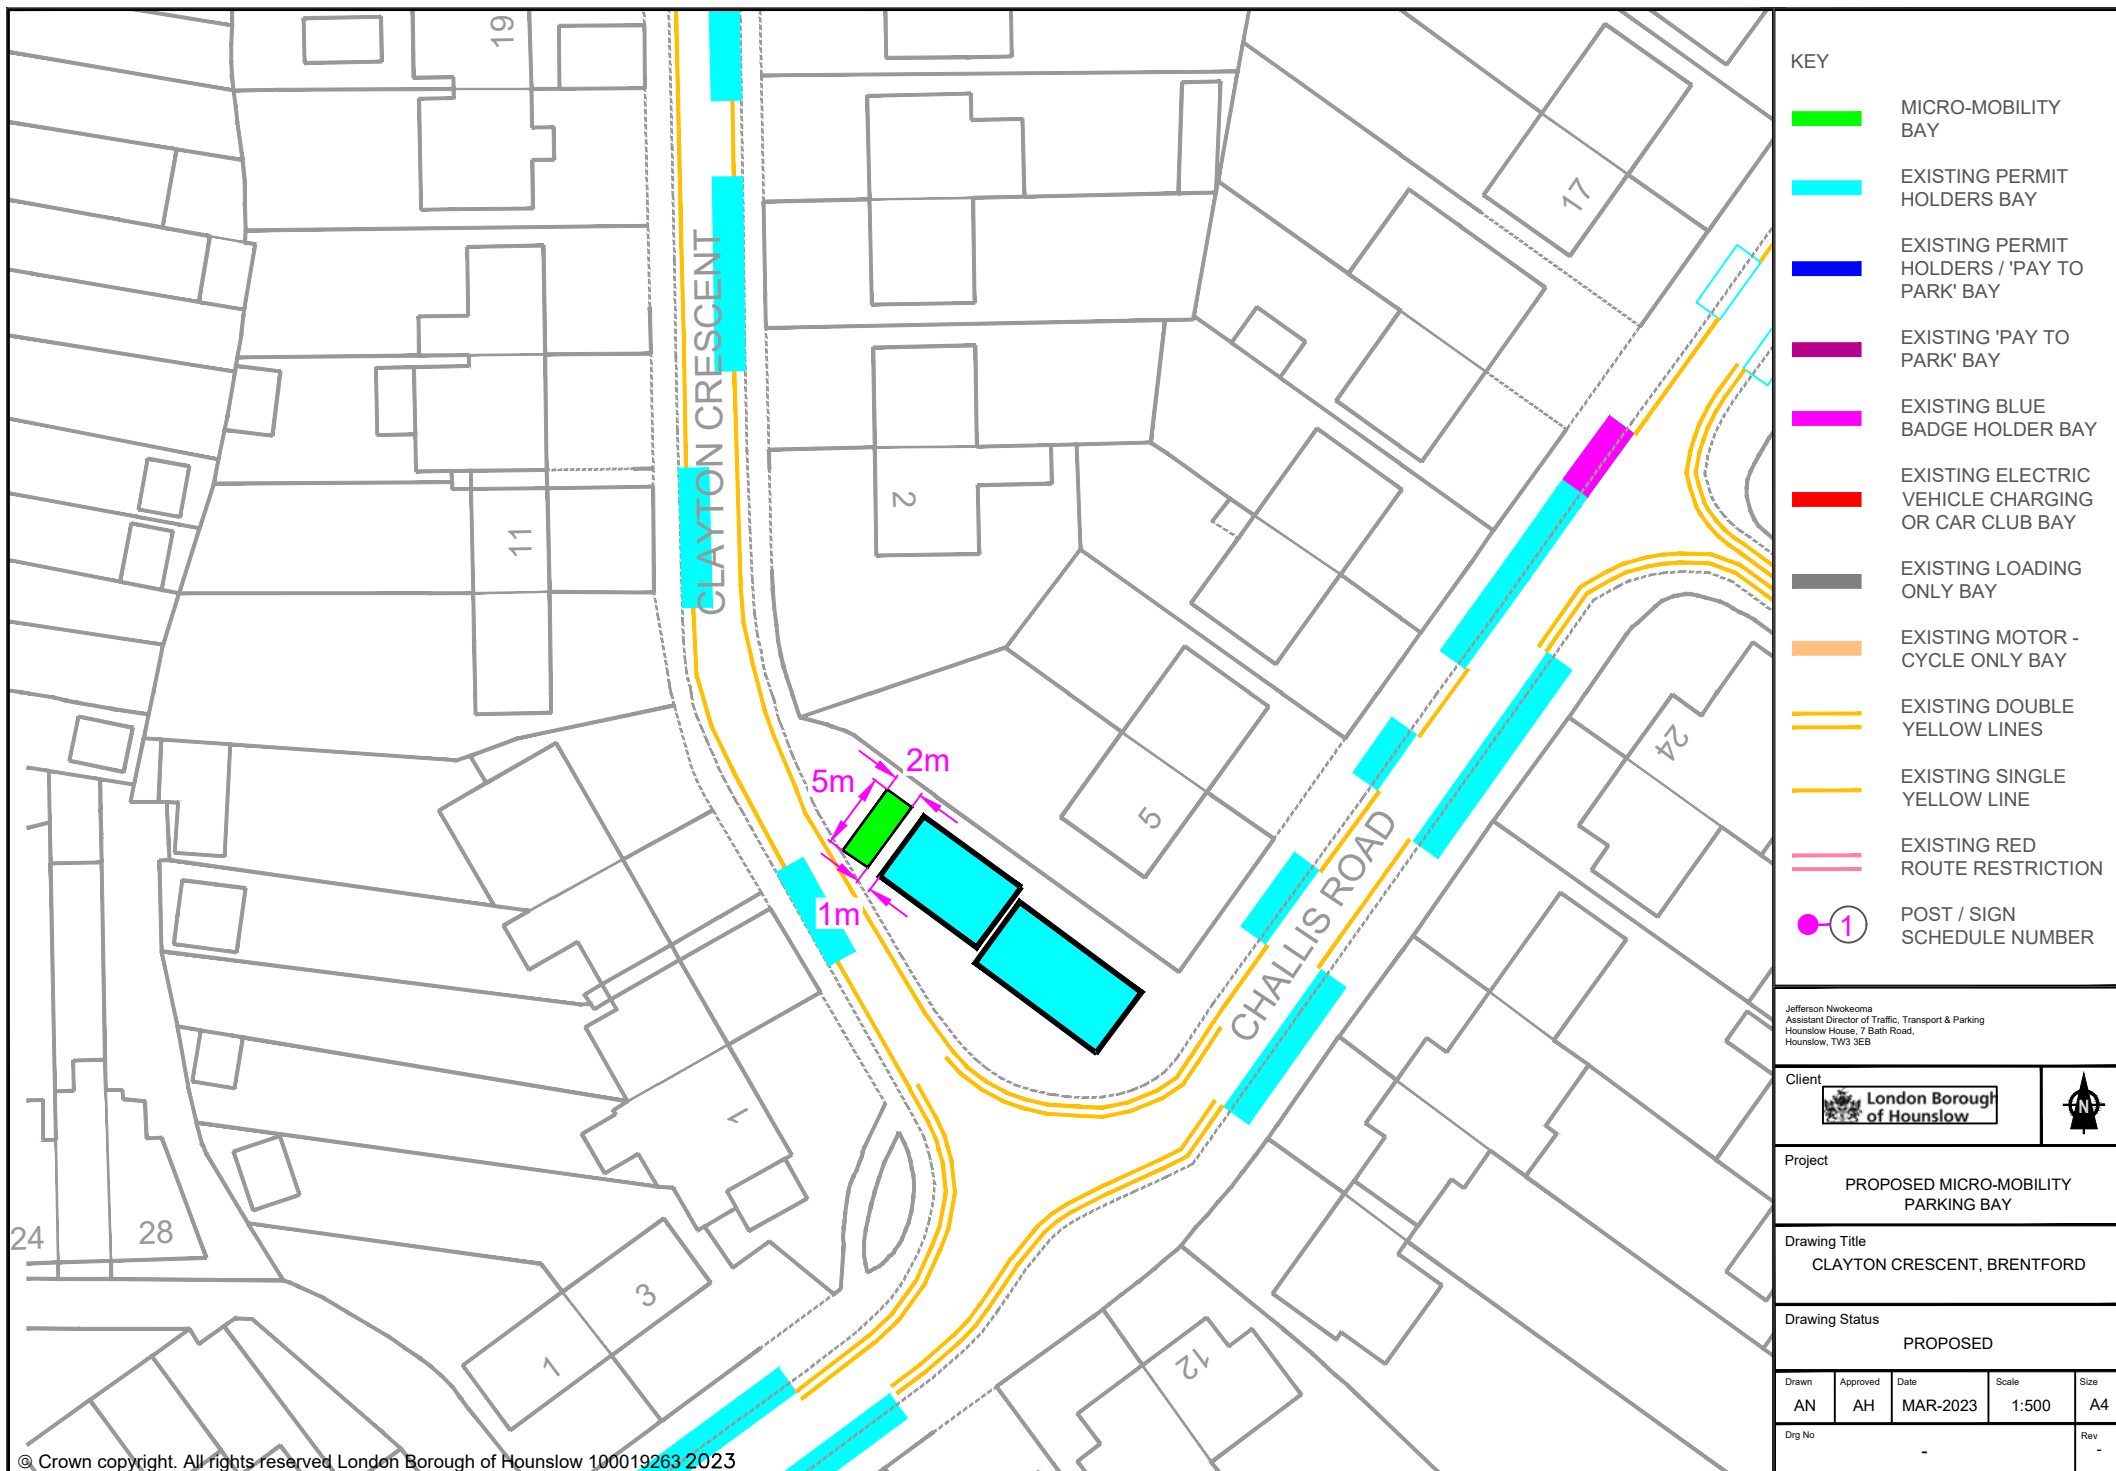 19
17
CLAYTON CRESCENT
2
11
24
2m
5m
5
1m
CHALLIS ROAD
1
24
28
3
1
12
© Crown copyright. All rights reserved London Borough of Hounslow 100019263 2023
KEY
MICRO-MOBILITY
BAY
EXISTING PERMIT
HOLDERS BAY
EXISTING PERMIT
HOLDERS / 'PAY TO
PARK' BAY
EXISTING 'PAY TO
PARK' BAY
EXISTING BLUE
BADGE HOLDER BAY
EXISTING ELECTRIC
VEHICLE CHARGING
OR CAR CLUB BAY
EXISTING LOADING
ONLY BAY
EXISTING MOTOR -
CYCLE ONLY BAY
EXISTING DOUBLE
YELLOW LINES
EXISTING SINGLE
YELLOW LINE
EXISTING RED
ROUTE RESTRICTION
1
POST / SIGN
SCHEDULE NUMBER
Jefferson Nwokeoma
Assistant Director of Traffic, Transport & Parking
Hounslow House, 7 Bath Road,
Hounslow, TW3 3EB
Client
London Borough
of Hounslow
N
Project
PROPOSED MICRO-MOBILITY
PARKING BAY
Drawing Title
CLAYTON CRESCENT, BRENTFORD
Drawing Status
PROPOSED
Drawn Approved Date Scale Size
AN AH MAR-2023 1:500 A4
Drg No Rev
- -